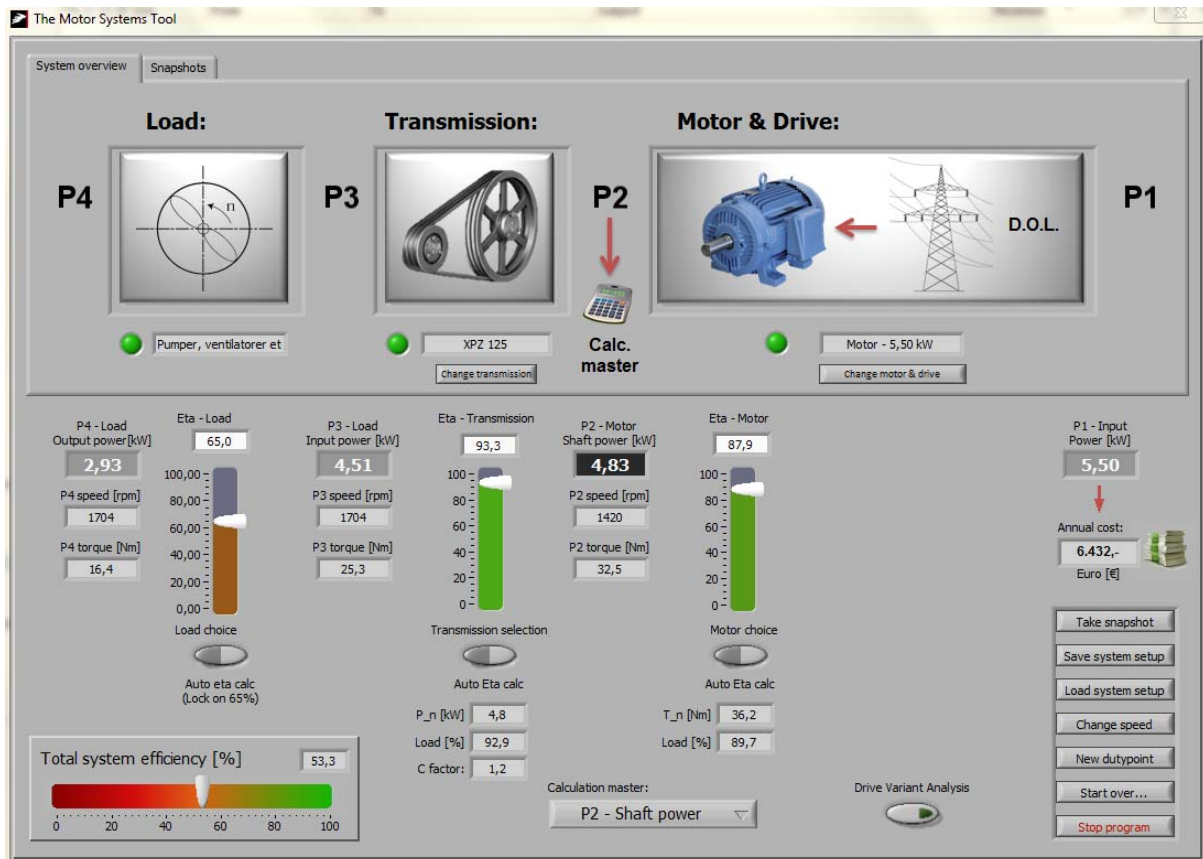 The Motor Systems Tool
System overview
Snapshots
Load:
Transmission:
Motor & Drive:
P4
P3
P2
P1
n
D.O.L.
Pumper, ventilatorer et
XPZ 125
Calc.
master
Motor - 5,50 kW
Change transmission
Change motor & drive
P4 - Load
Output power[kW]
2,93
P4 speed [rpm]
1704
P4 torque [Nm]
16,4
Eta - Load
65,0
100,00
80,00
60,00
40,00
20,00
0,00
Load choice
Auto eta calc
(Lock on 65%)
P3 - Load
Input power [kW]
4,51
P3 speed [rpm]
1704
P3 torque [Nm]
25,3
Eta - Transmission
93,3
100
80
60
40
20
0
Transmission selection
Auto Eta calc
P_n [kW] 4,8
Load [%] 92,9
C factor: 1,2
P2 - Motor
Shaft power [kW]
4,83
P2 speed [rpm]
1420
P2 torque [Nm]
32,5
Eta - Motor
87,9
100
80
60
40
20
0
Motor choice
Auto Eta calc
T_n [Nm] 36,2
Load [%] 89,7
P1 - Input
Power [kW]
5,50
Annual cost:
6.432,-
Euro [€]
Take snapshot
Save system setup
Load system setup
Change speed
New dutypoint
Start over...
Stop program
Total system efficiency [%] 53,3
0 20 40 60 80 100
Calculation master:
P2 - Shaft power
Drive Variant Analysis